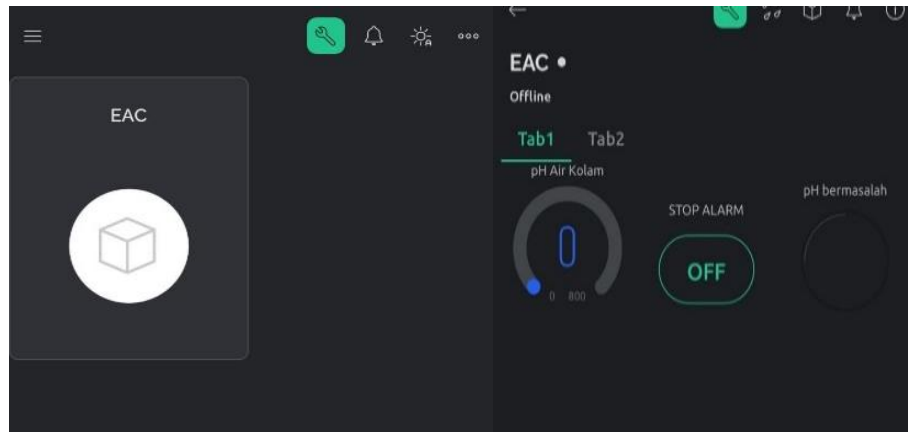 EAC
EAC
Offline
Tab1 Tab2
pH Air Kolam
STOP ALARM
pH bermasalah
0
OFF
0 800